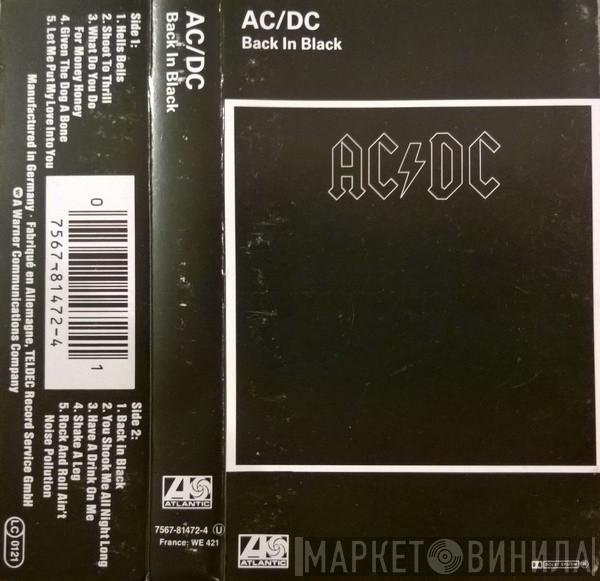 Side 1:
1. Hells Bells
2. Shoot To Thrill
3. What Do You Do
For Money Honey
4. Given The Dog A Bone
5. Let Me Put My Love Into You
Manufactured in Germany · Fabriqué en Allemagne, TELDEC Record Service GmbH
A Warner Communications Company
0
7567-81472-4
1
Side 2:
1. Back In Black
2. You Shook Me All Night Long
3. Have A Drink On Me
4. Shake A Leg
5. Rock And Roll Ain't
Noise Pollution
LC 0121
AC/DC
Back In Black
ATLANTIC
7567-81472-4 U
France: WE 421
AC/DC
Back In Black
AC DC
ATLANTIC
DOLBY SYSTEM
МАРКЕТ ВИНИЛА